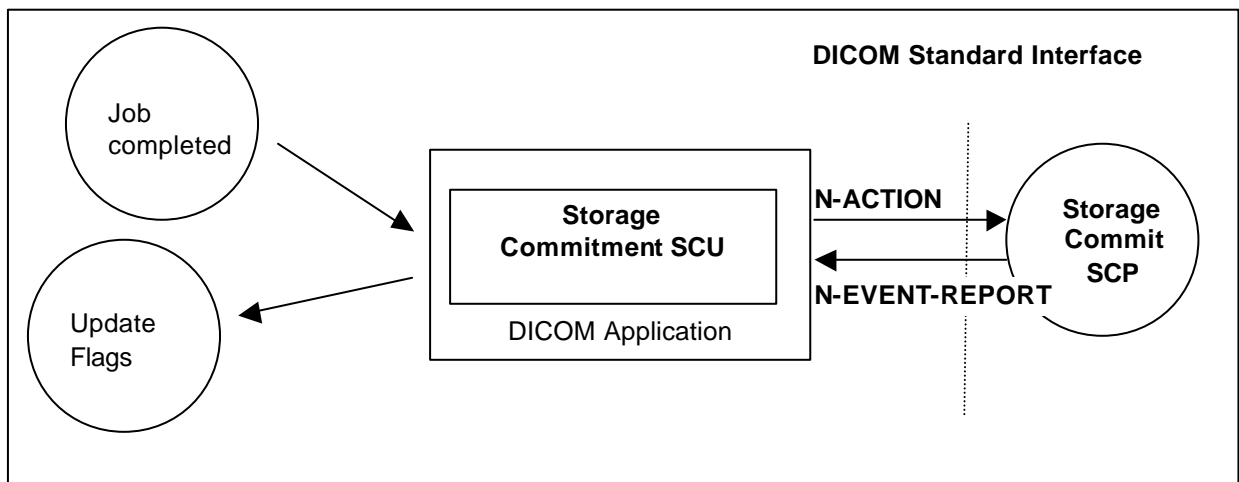 DICOM Standard Interface
Job
completed
Storage
Commitment SCU
N-ACTION
Storage
Commit
SCP
N-EVENT-REPORT
Update
Flags
DICOM Application